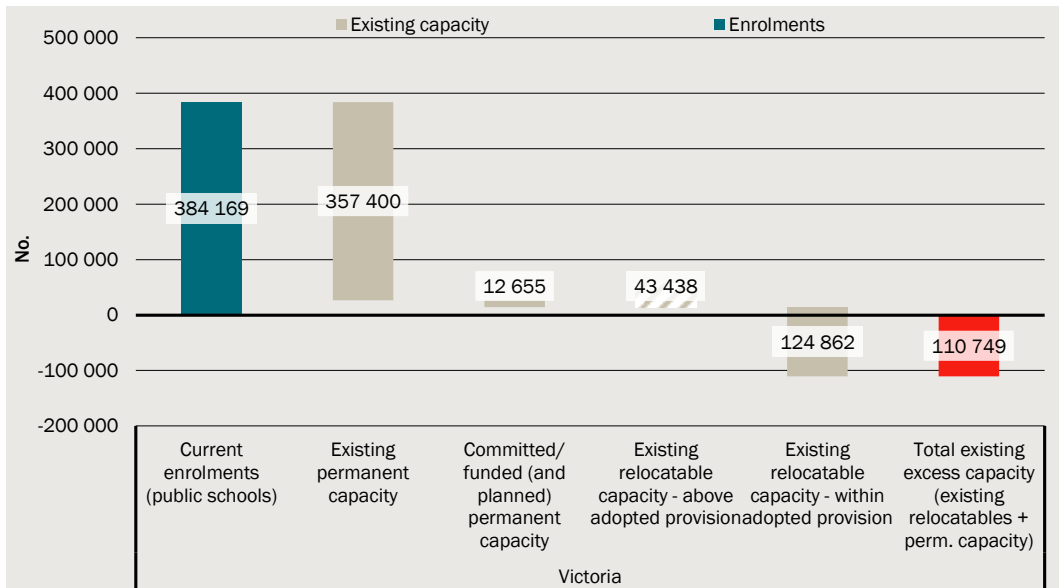 Existing capacity
Enrolments
500 000
400 000
300 000
200 000
100 000
0
-100 000
-200 000
No.
384 169
357 400
12 655
43 438
124 862
110 749
Current
enrolments
(public schools)
Existing
permanent
capacity
Committed/
funded (and
planned)
permanent
capacity
Existing
relocatable
capacity - above
adopted provision
Existing
relocatable
capacity - within
adopted provision
Total existing
excess capacity
(existing
relocatables +
perm. capacity)
Victoria